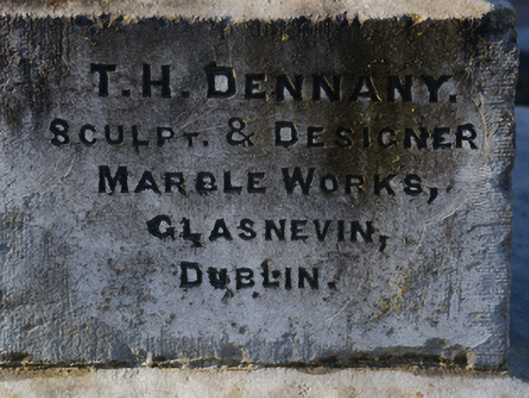 T. H. DENNANY.
SCULPT. & DESIGNER
MARBLE WORKS,
GLASNEVIN,
DUBLIN.